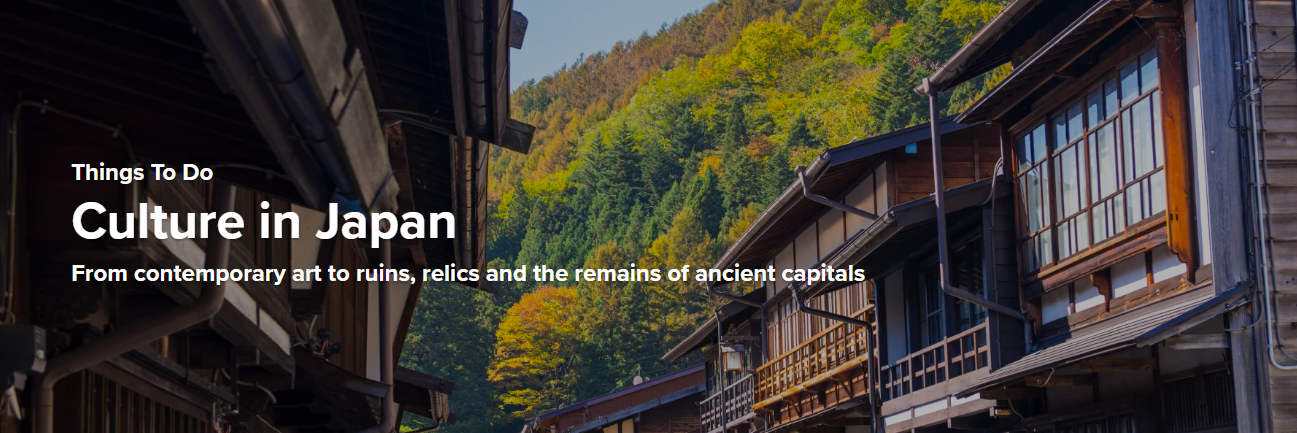 Things To Do
Culture in Japan
From contemporary art to ruins, relics and the remains of ancient capitals